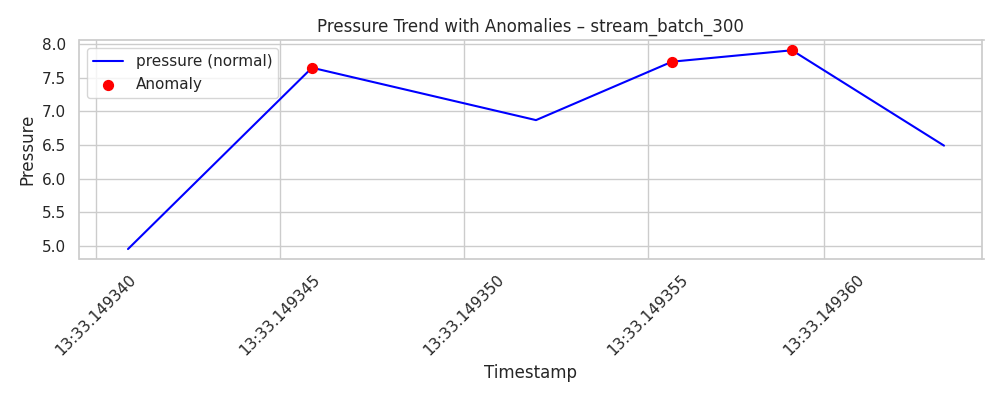 Pressure Trend with Anomalies – stream_batch_300
pressure (normal)
Anomaly
Pressure
8.0
7.5
7.0
6.5
6.0
5.5
5.0
13:33.149340
13:33.149345
13:33.149350
13:33.149355
13:33.149360
Timestamp